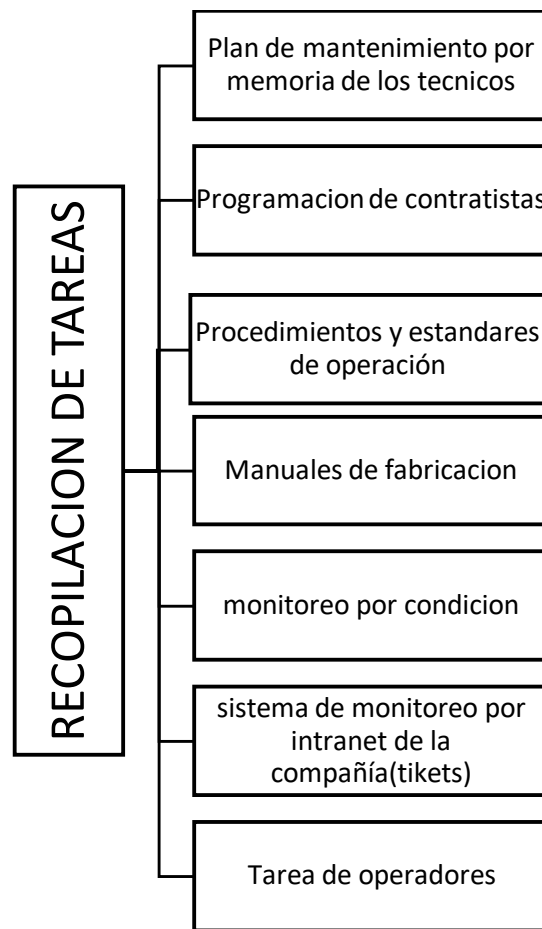 RECOPILACION DE TAREAS
Plan de mantenimiento por
memoria de los tecnicos
Programacion de contratistas
Procedimientos y estandares
de operación
Manuales de fabricacion
monitoreo por condicion
sistema de monitoreo por
intranet de la
compañía(tikets)
Tarea de operadores